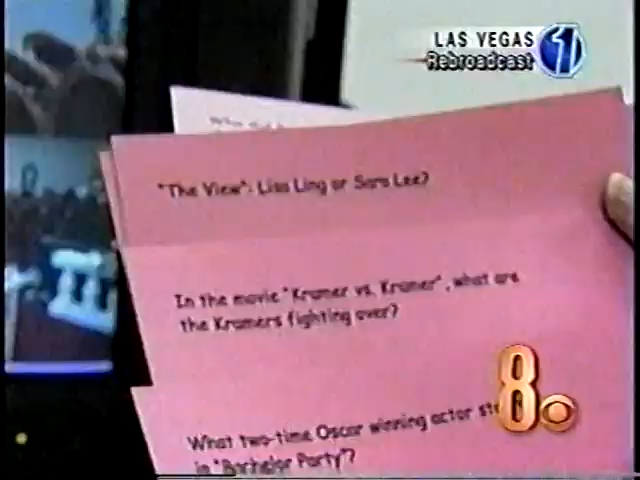 LAS VEGAS 1
Rebroadcast
"The View": Lisa Ling or Sara Lee?
In the movie "Kramer vs. Kramer", what are
the Kramers fighting over?
8
What two-time Oscar winning actor
in "Bachelor Party"?